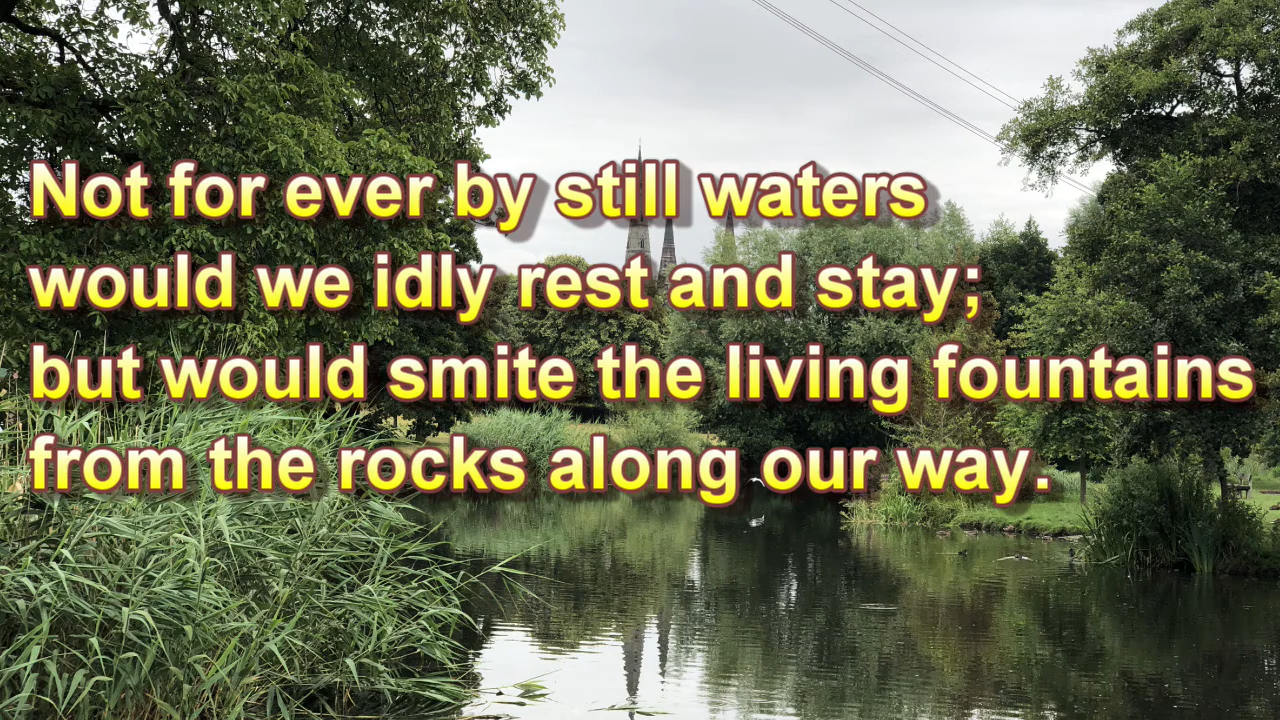 Not for ever by still waters
would we idly rest and stay;
but would smite the living fountains
from the rocks along our way.